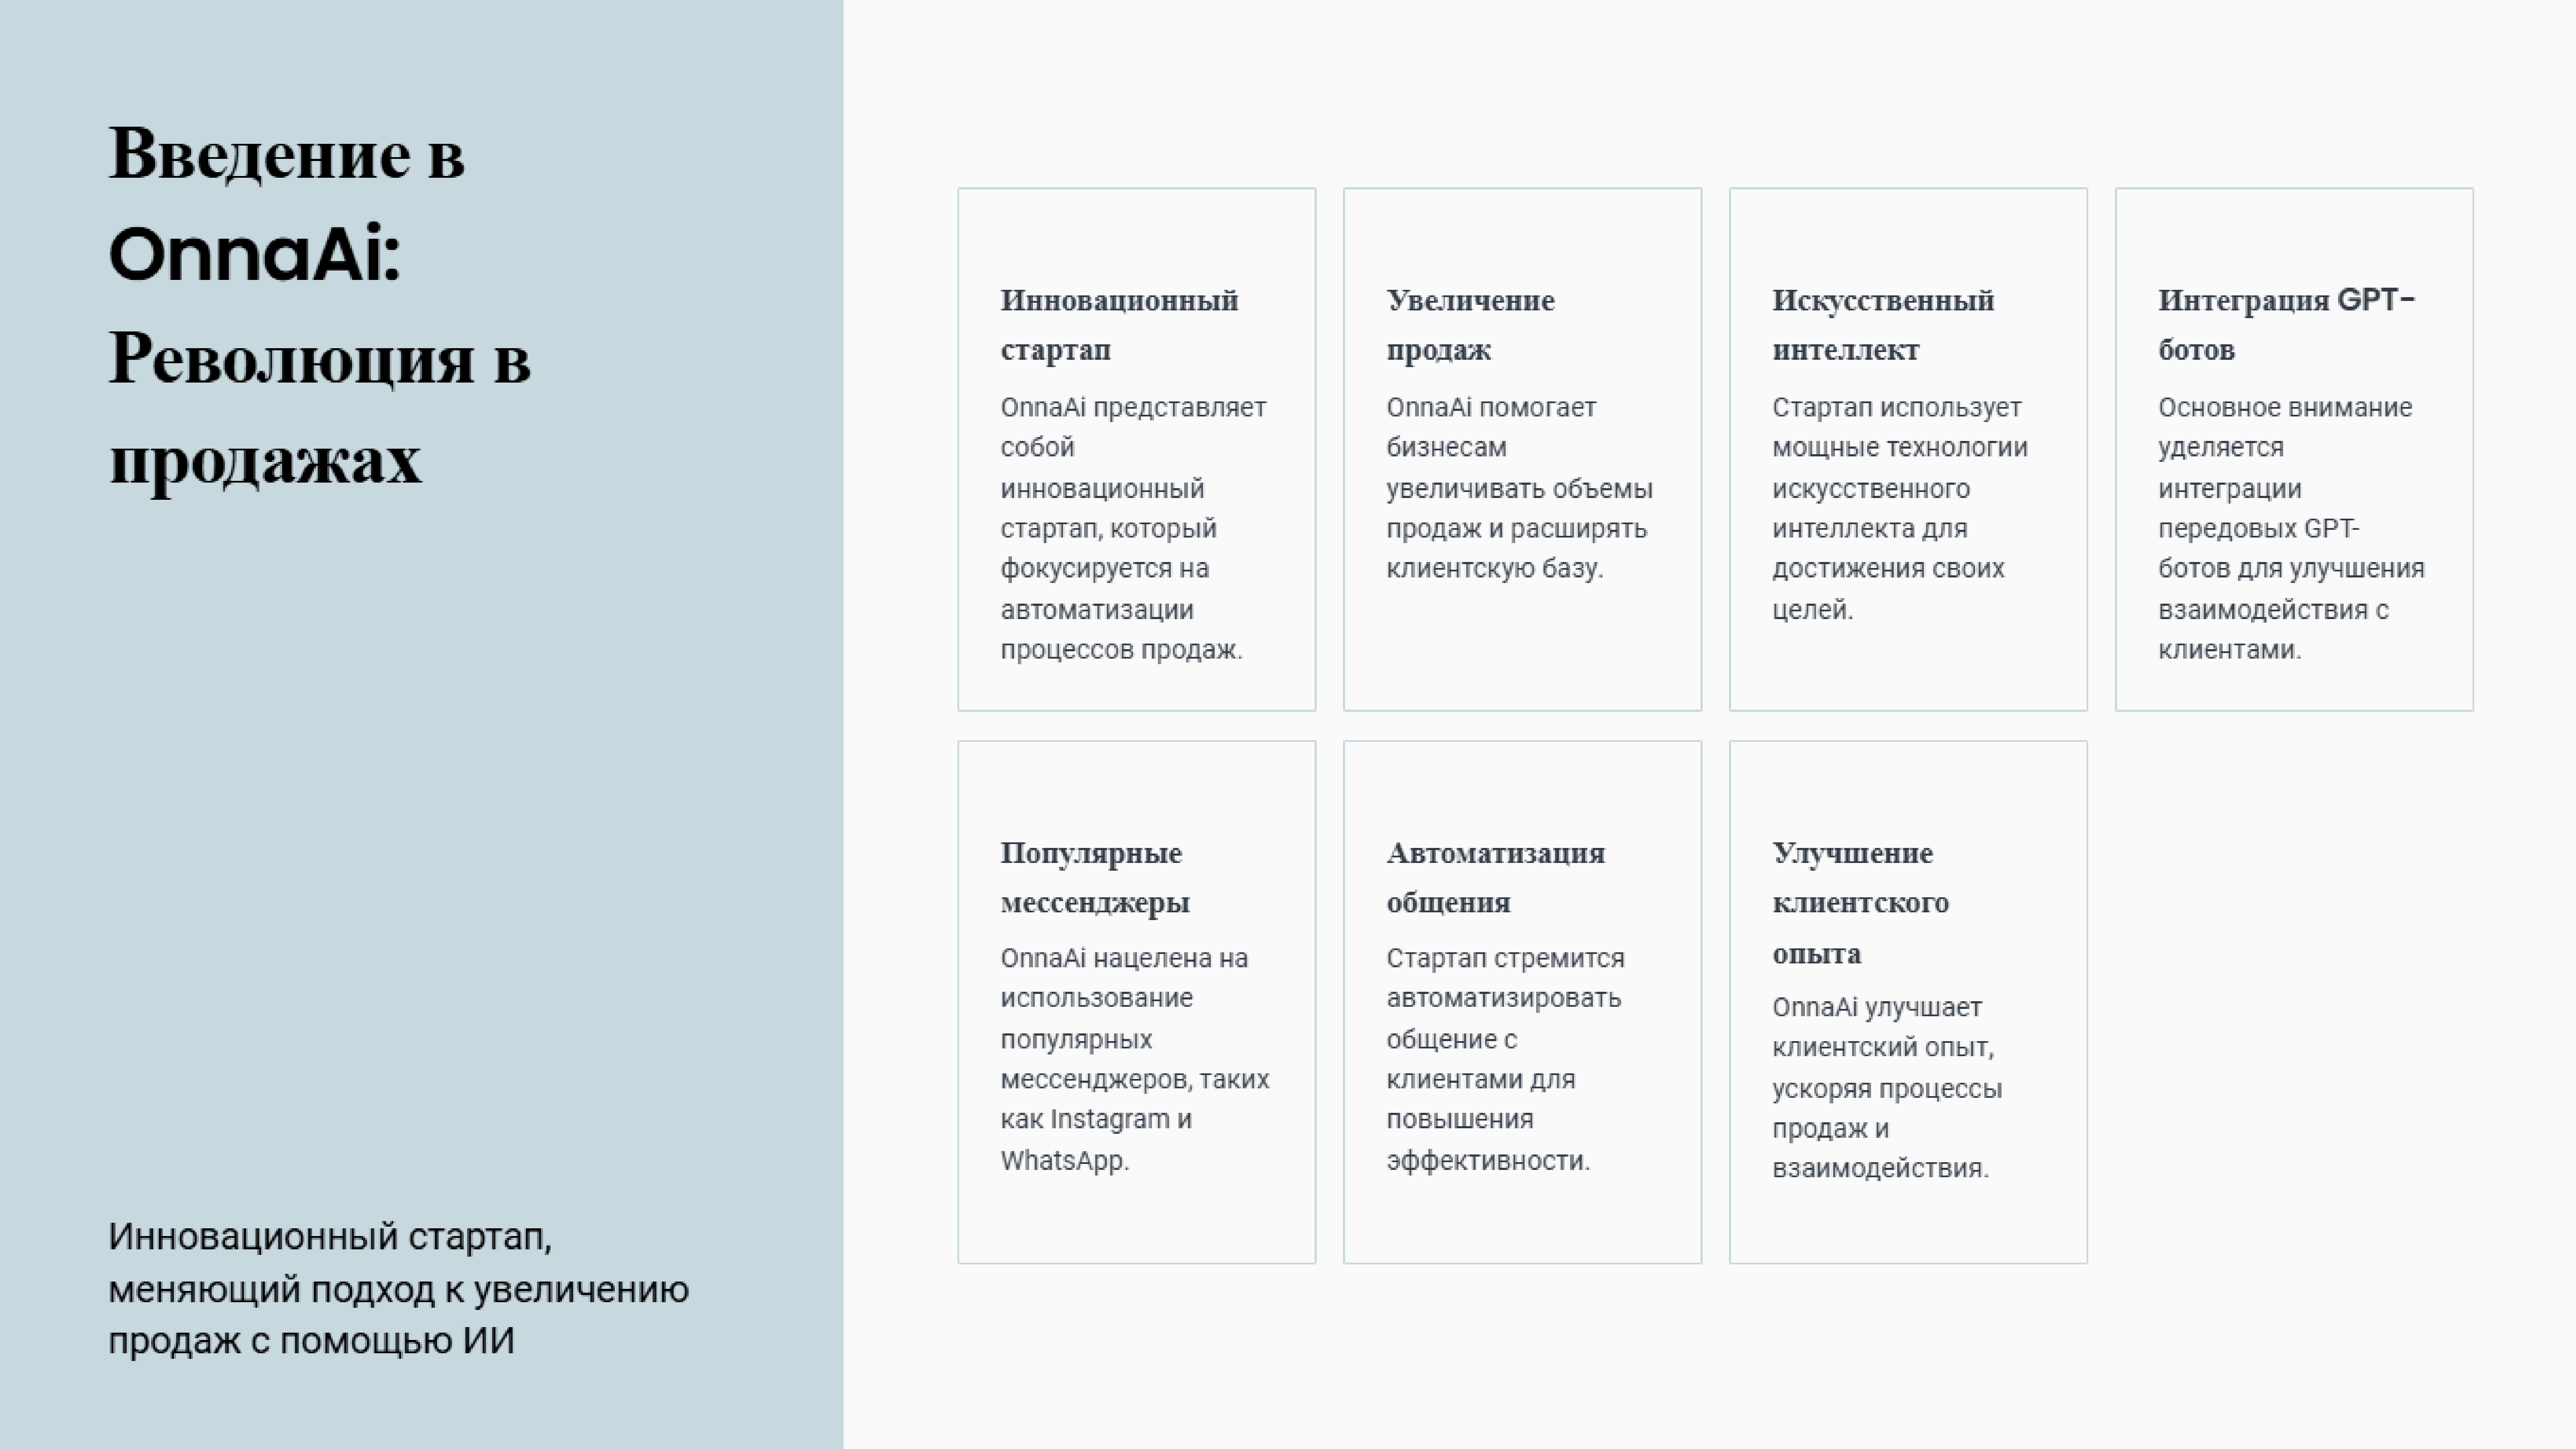 Введение в
OnnaAi:
Революция в
продажах
Инновационный стартап,
меняющий подход к увеличению
продаж с помощью ИИ
Инновационный
стартап
OnnaAi представляет
собой
инновационный
стартап, который
фокусируется на
автоматизации
процессов продаж.
Увеличение
продаж
OnnaAi помогает
бизнесам
увеличивать объемы
продаж и расширять
клиентскую базу.
Искусственный
интеллект
Стартап использует
мощные технологии
искусственного
интеллекта для
достижения своих
целей.
Интеграция GPT-
ботов
Основное внимание
уделяется
интеграции
передовых GPT-
ботов для улучшения
взаимодействия с
клиентами.
Популярные
мессенджеры
OnnaAi нацелена на
использование
популярных
мессенджеров, таких
как Instagram и
WhatsApp.
Автоматизация
общения
Стартап стремится
автоматизировать
общение с
клиентами для
повышения
эффективности.
Улучшение
клиентского
опыта
OnnaAi улучшает
клиентский опыт,
ускоряя процессы
продаж и
взаимодействия.